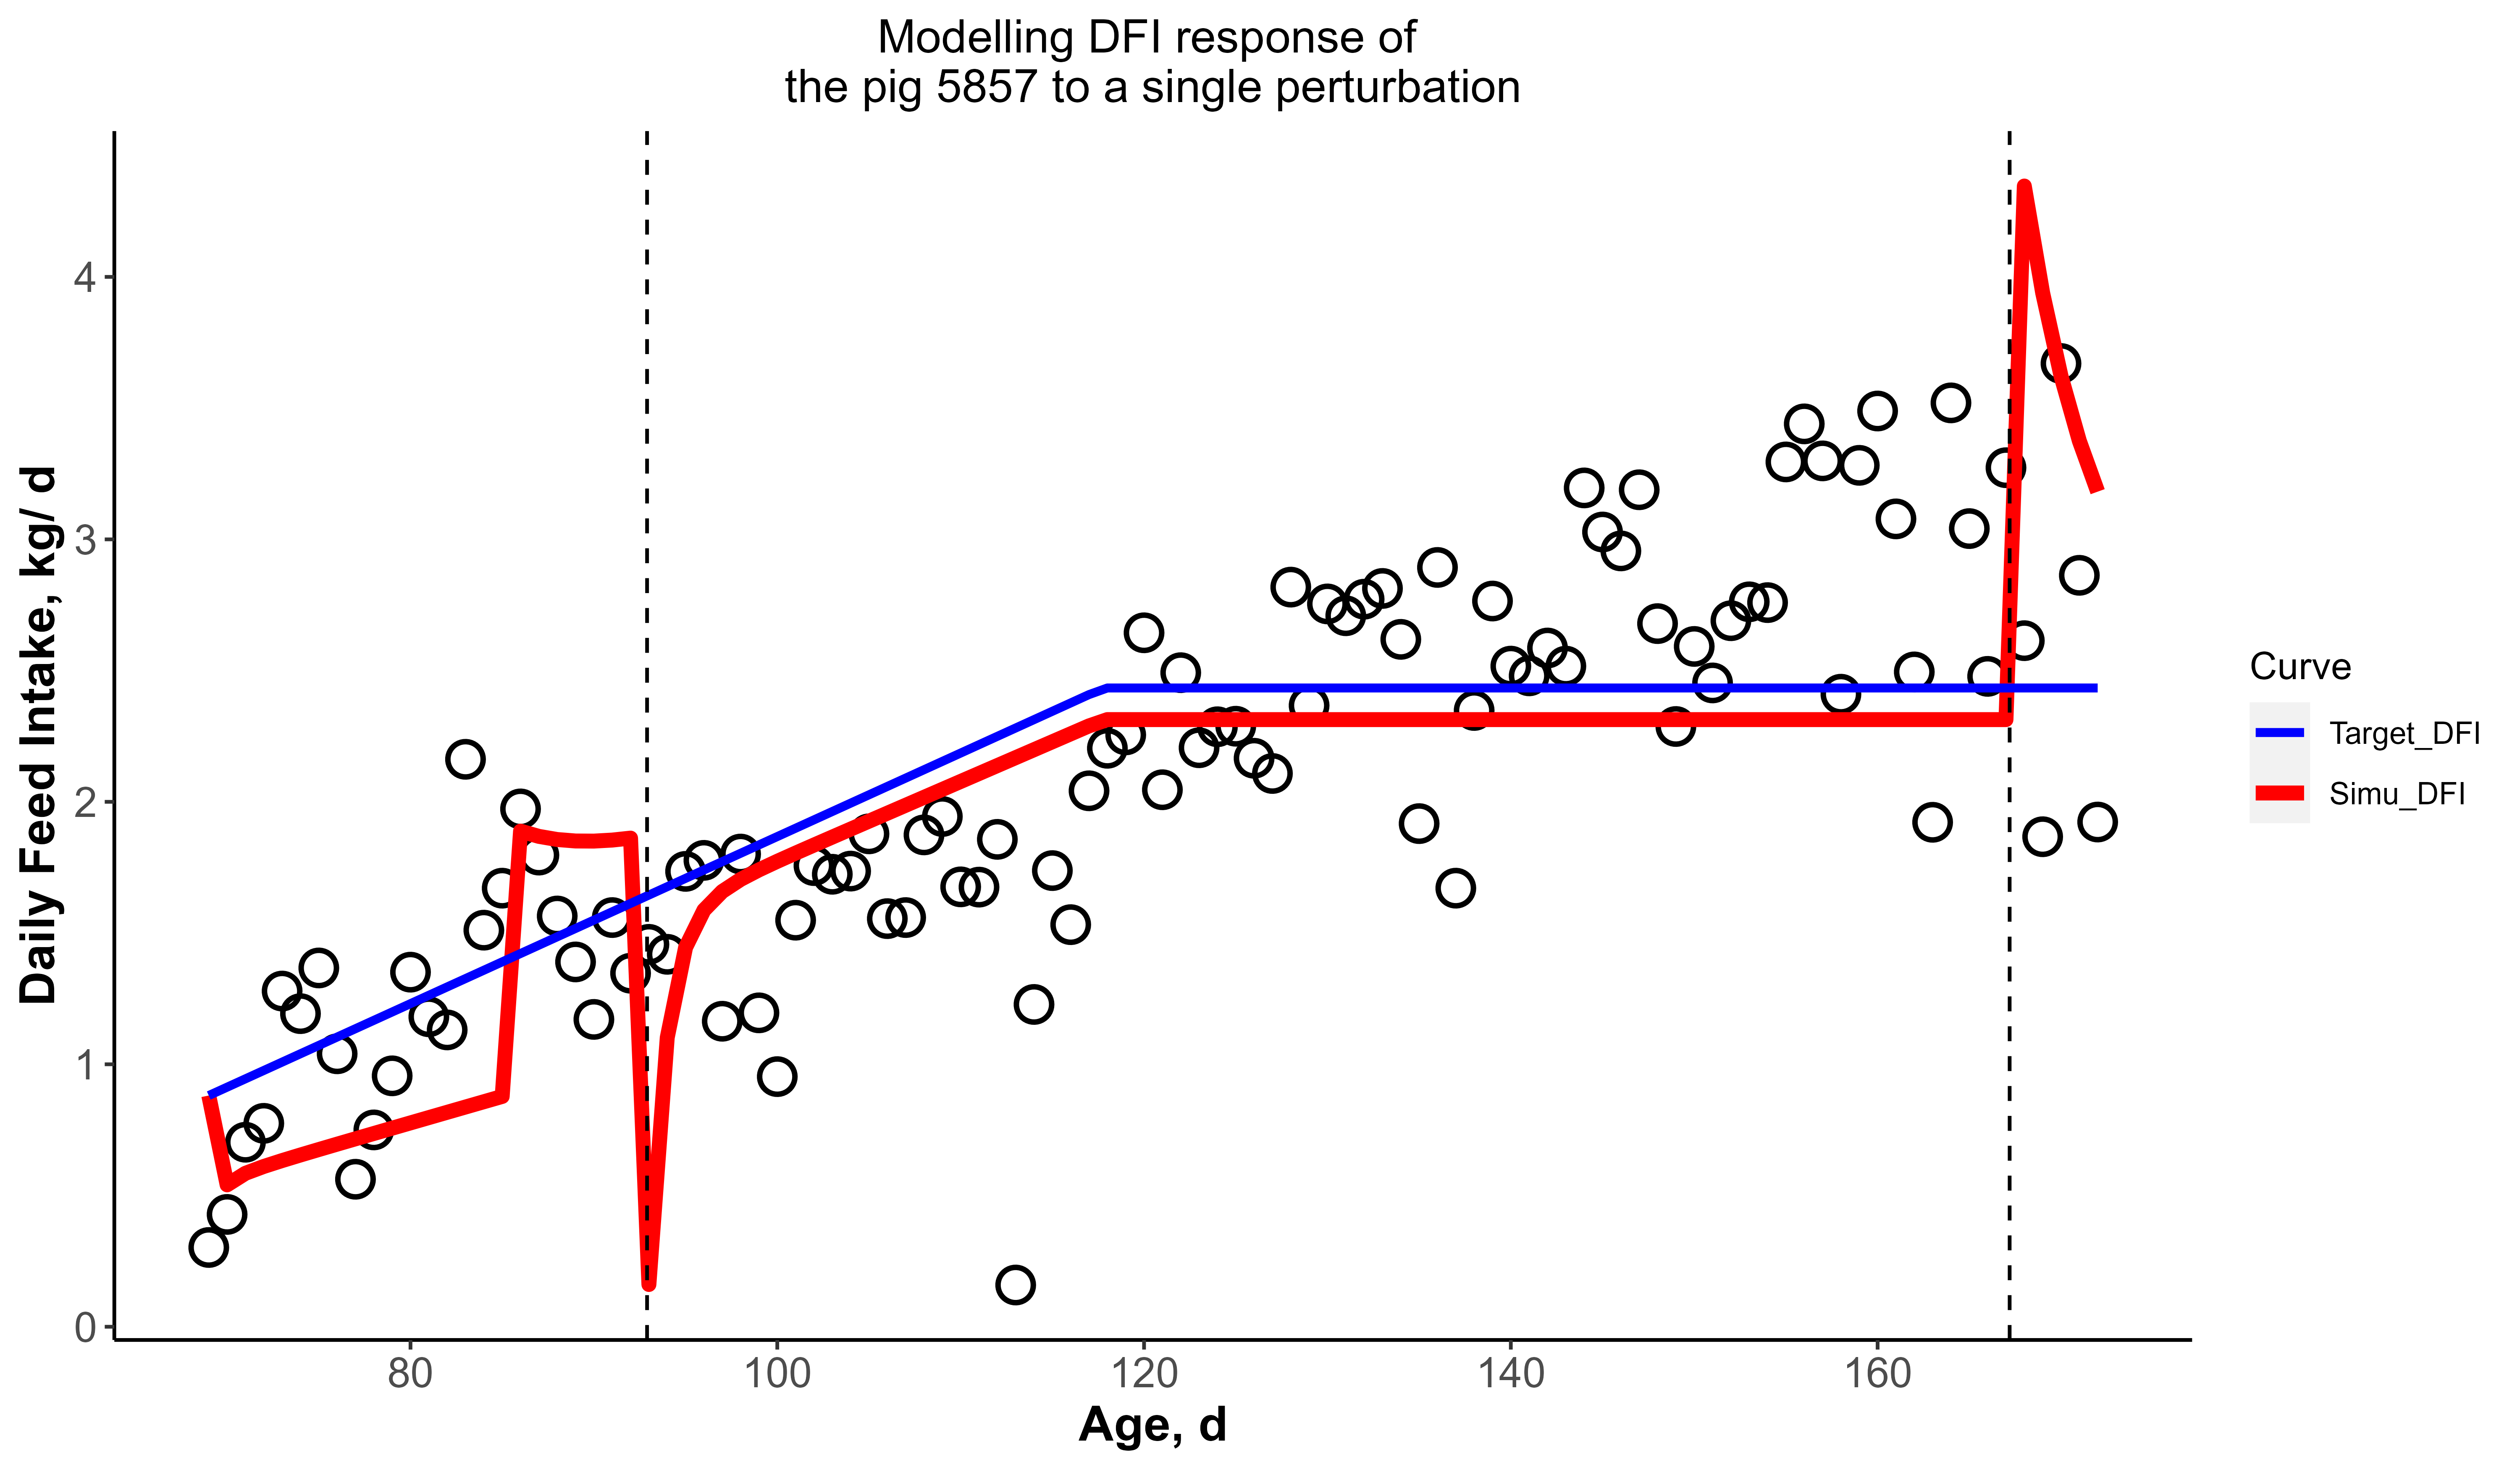 Modelling DFI response of
the pig 5857 to a single perturbation
Daily Feed Intake, kg/ d
4
3
2
1
0
80 100 120 140 160
Age, d
Curve
Target_DFI
Simu_DFI